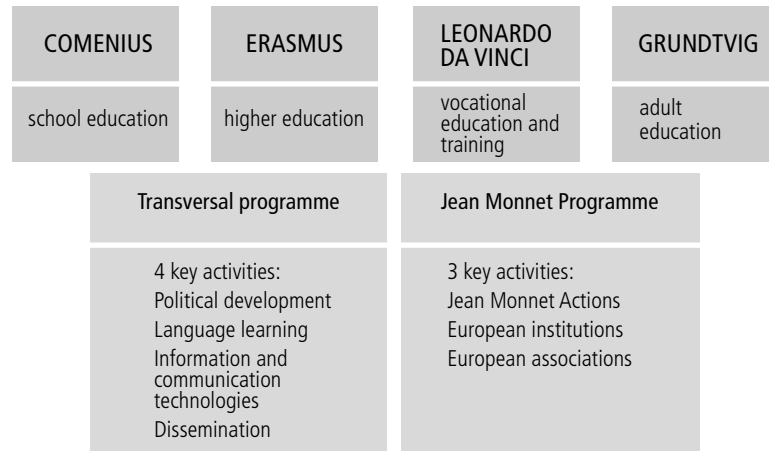 COMENIUS
school education
ERASMUS
higher education
LEONARDO
DA VINCI
vocational
education and
training
GRUNDTVIG
adult
education
Transversal programme
4 key activities:
Political development
Language learning
Information and
communication
technologies
Dissemination
Jean Monnet Programme
3 key activities:
Jean Monnet Actions
European institutions
European associations